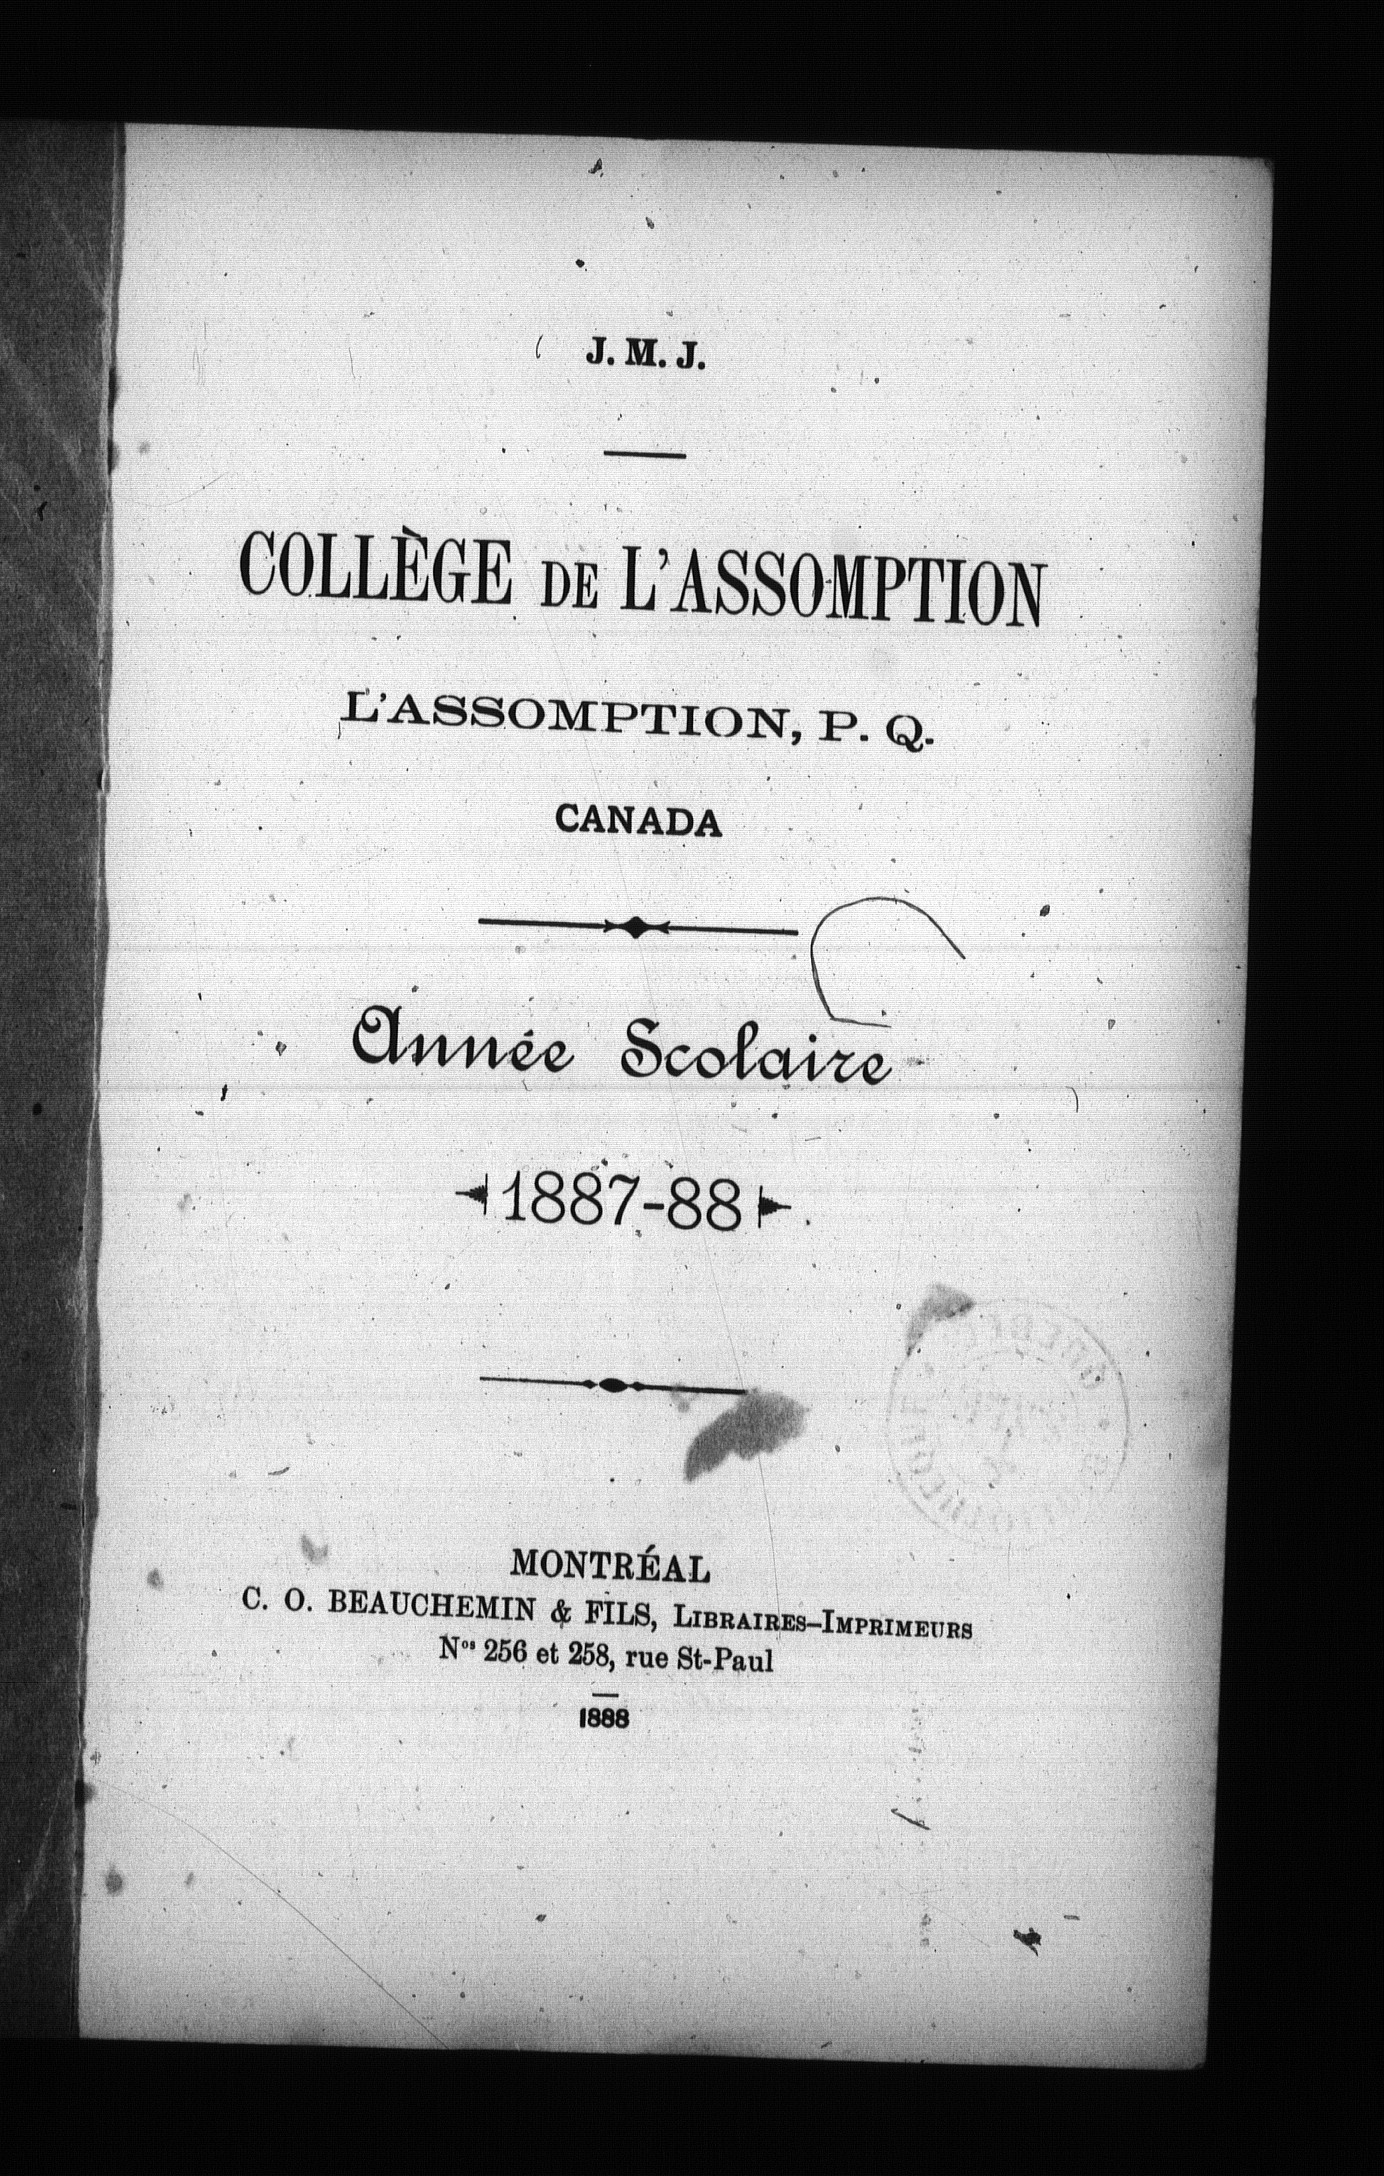 J. M. J.
COLLÈGE DE L'ASSOMPTION
L'ASSOMPTION, P. Q.
CANADA
Année Scolaire
1887-88
MONTRÉAL
C. O. BEAUCHEMIN & FILS, LIBRAIRES–IMPRIMEURS
Nos 256 et 258, rue St-Paul
1888